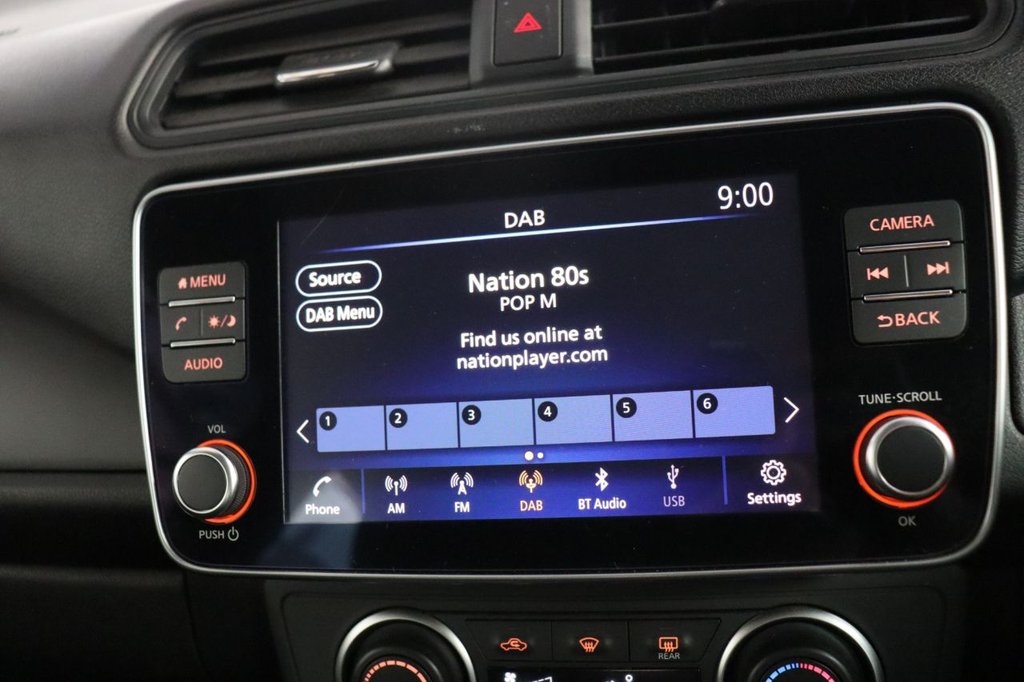 DAB
9:00
Source
DAB Menu
Nation 80s
POP M
Find us online at
nationplayer.com
1 2 3 4 5 6
Phone
AM
FM
DAB
BT Audio
USB
Settings
MENU
AUDIO
VOL
PUSH
CAMERA
BACK
TUNE·SCROLL
OK
REAR